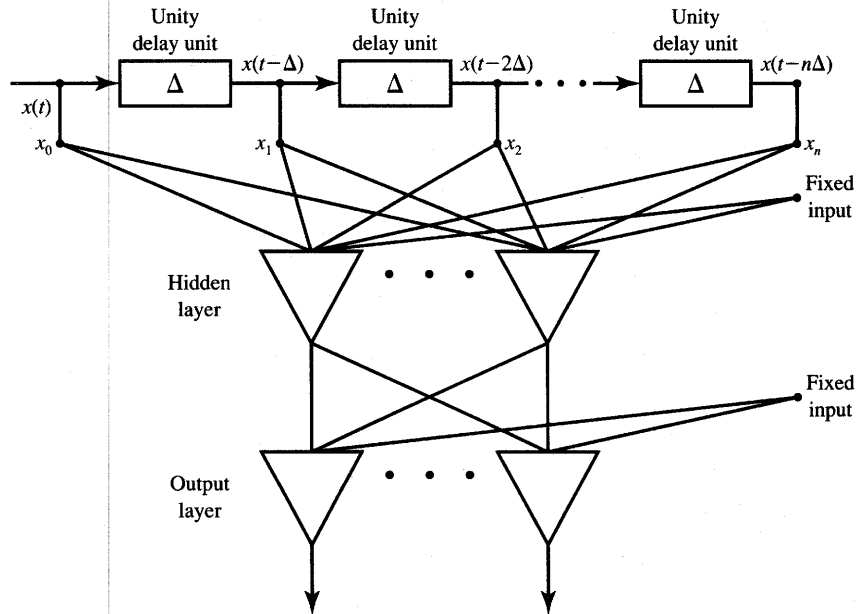 Unity
delay unit
Unity
delay unit
Unity
delay unit
x(t)
Δ
x(t−Δ)
Δ
x(t−2Δ)
Δ
x(t−nΔ)
x₀
x₁
x₂
xₙ
Fixed
input
Hidden
layer
Fixed
input
Output
layer